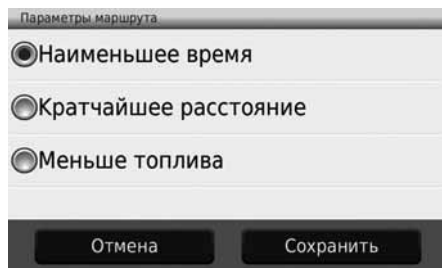 Параметры маршрута
Наименьшее время
Кратчайшее расстояние
Меньше топлива
Отмена Сохранить